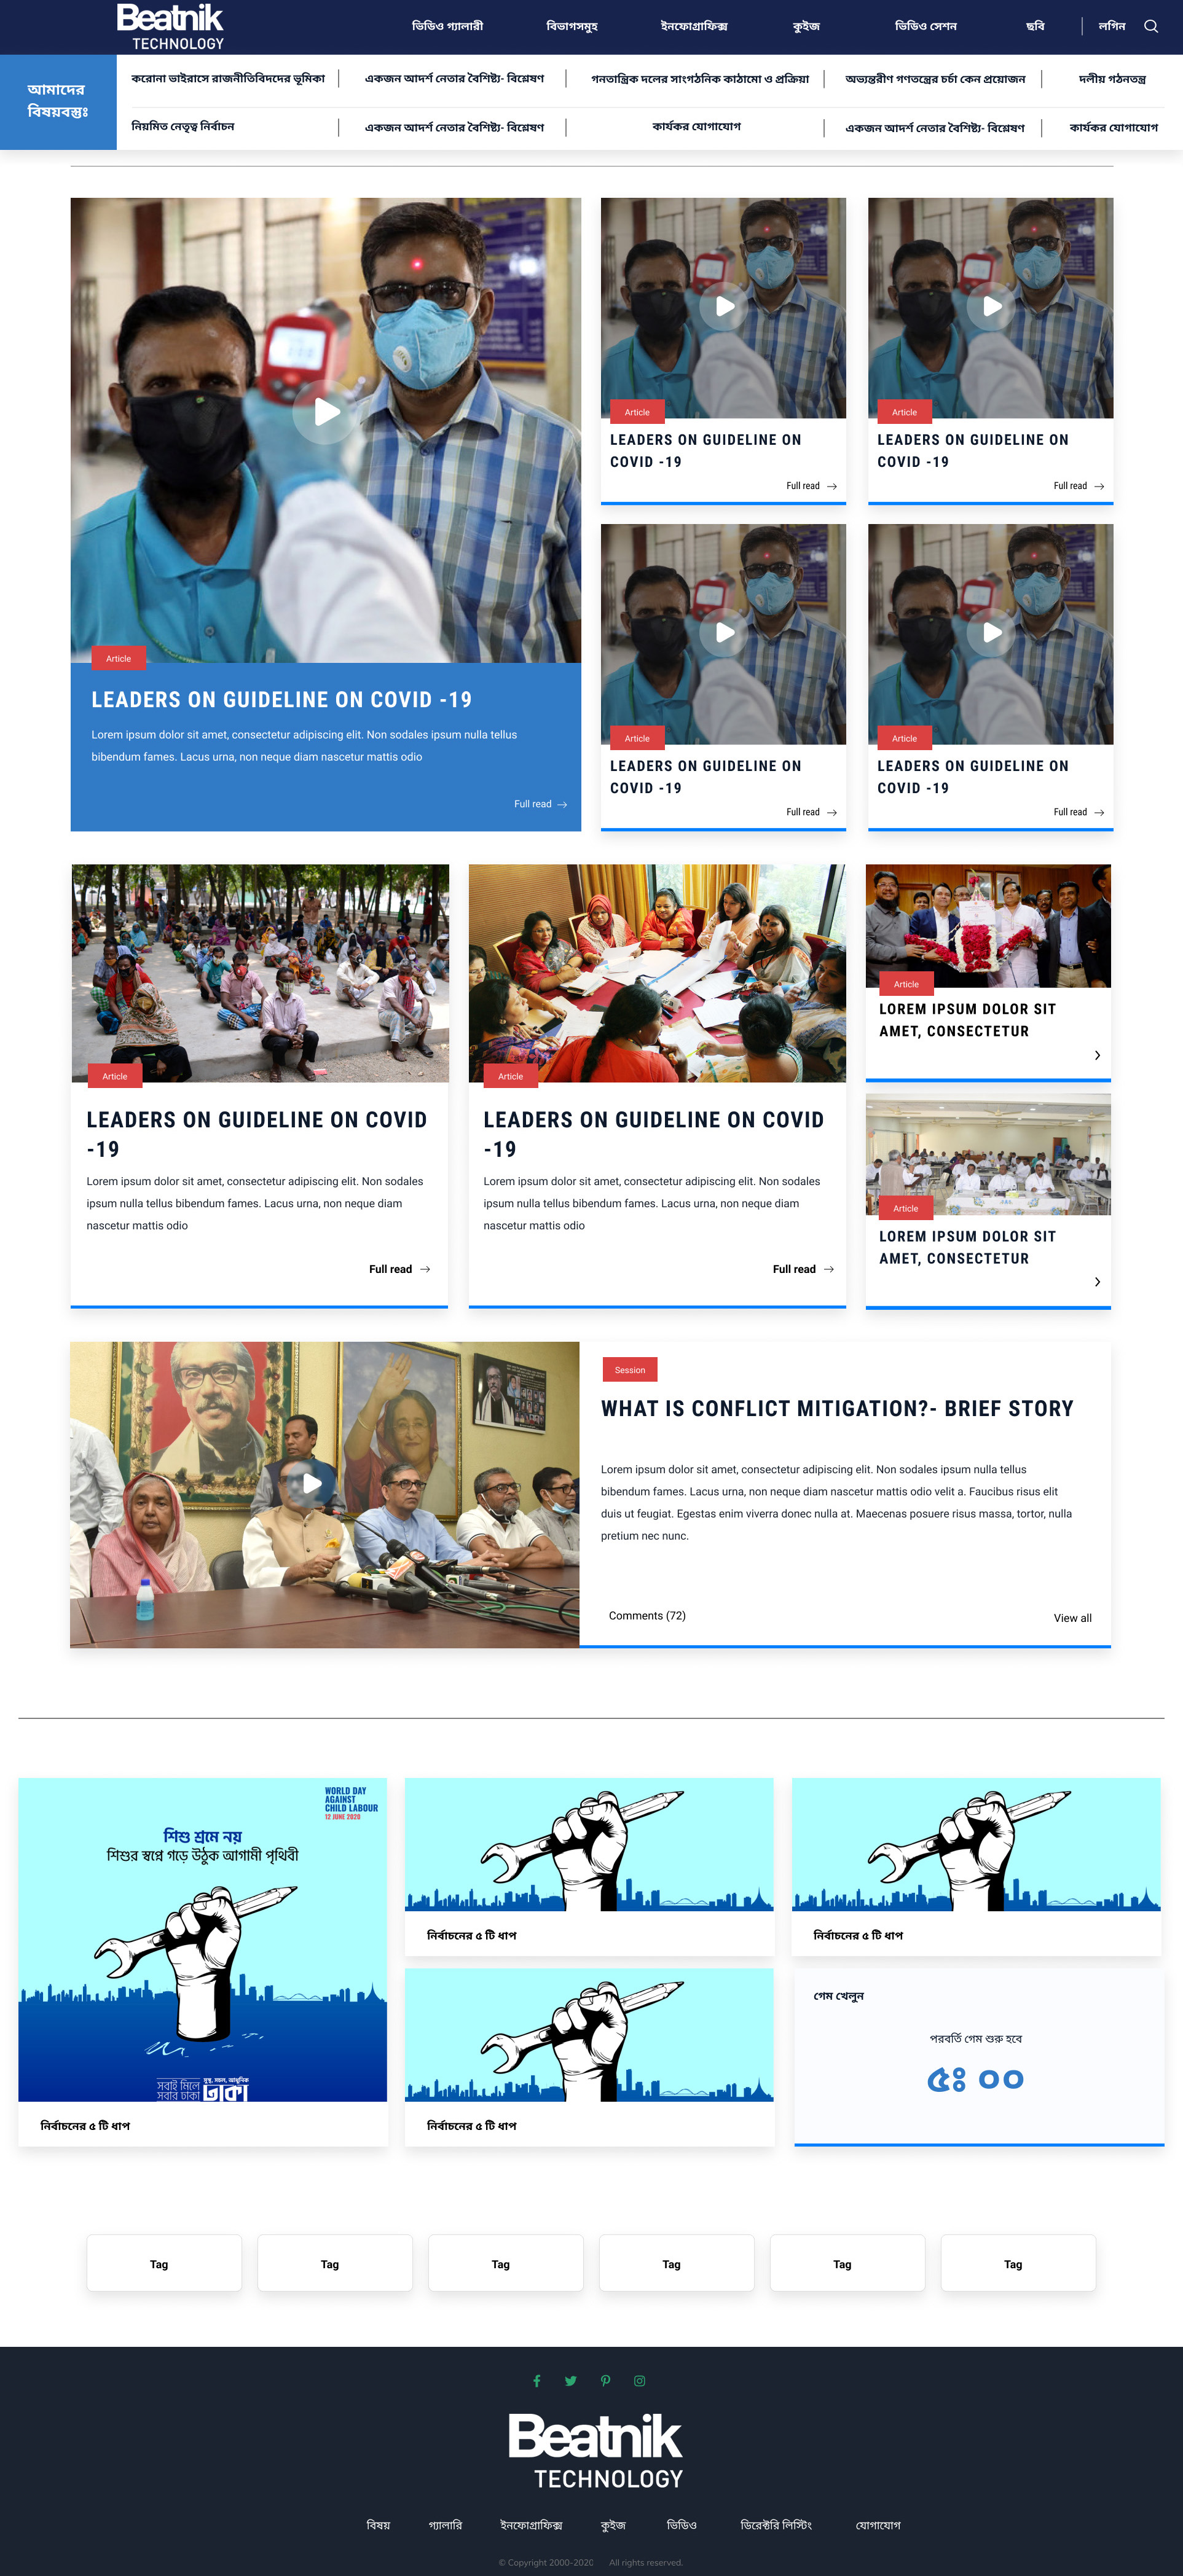 Beatnik
TECHNOLOGY
ভিডিও গ্যালারী
বিভাগসমুহ
ইনফোগ্রাফিক্স
কুইজ
ভিডিও সেশন
ছবি
লগিন
আমাদের
বিষয়বস্তুঃ
করোনা ভাইরাসে রাজনীতিবিদদের ভূমিকা
একজন আদর্শ নেতার বৈশিষ্ট্য- বিশ্লেষণ
গনতান্ত্রিক দলের সাংগঠনিক কাঠামো ও প্রক্রিয়া
অভ্যন্তরীণ গণতন্ত্রের চর্চা কেন প্রয়োজন
দলীয় গঠনতন্ত্র
নিয়মিত নেতৃত্ব নির্বাচন
একজন আদর্শ নেতার বৈশিষ্ট্য- বিশ্লেষণ
কার্যকর যোগাযোগ
একজন আদর্শ নেতার বৈশিষ্ট্য- বিশ্লেষণ
কার্যকর যোগাযোগ
Article
LEADERS ON GUIDELINE ON COVID -19
Lorem ipsum dolor sit amet, consectetur adipiscing elit. Non sodales ipsum nulla tellus
bibendum fames. Lacus urna, non neque diam nascetur mattis odio
Full read
Article
LEADERS ON GUIDELINE ON
COVID -19
Full read
Article
LEADERS ON GUIDELINE ON
COVID -19
Full read
Article
LEADERS ON GUIDELINE ON
COVID -19
Full read
Article
LEADERS ON GUIDELINE ON
COVID -19
Full read
Article
LEADERS ON GUIDELINE ON COVID
-19
Lorem ipsum dolor sit amet, consectetur adipiscing elit. Non sodales
ipsum nulla tellus bibendum fames. Lacus urna, non neque diam
nascetur mattis odio
Full read
Article
LEADERS ON GUIDELINE ON COVID
-19
Lorem ipsum dolor sit amet, consectetur adipiscing elit. Non sodales
ipsum nulla tellus bibendum fames. Lacus urna, non neque diam
nascetur mattis odio
Full read
Article
LOREM IPSUM DOLOR SIT
AMET, CONSECTETUR
Article
LOREM IPSUM DOLOR SIT
AMET, CONSECTETUR
Session
WHAT IS CONFLICT MITIGATION?- BRIEF STORY
Lorem ipsum dolor sit amet, consectetur adipiscing elit. Non sodales ipsum nulla tellus
bibendum fames. Lacus urna, non neque diam nascetur mattis odio velit a. Faucibus risus elit
duis ut feugiat. Egestas enim viverra donec nulla at. Maecenas posuere risus massa, tortor, nulla
pretium nec nunc.
Comments (72)
View all
WORLD DAY
AGAINST
CHILD LABOUR
12 JUNE 2020
শিশু শ্রমে নয়
শিশুর স্বপ্নে গড়ে উঠুক আগামী পৃথিবী
সবাই মিলে
সবার ঢাকা
সুস্থ, সচল, আধুনিক
ঢাকা
নির্বাচনের ৫ টি ধাপ
নির্বাচনের ৫ টি ধাপ
নির্বাচনের ৫ টি ধাপ
নির্বাচনের ৫ টি ধাপ
গেম খেলুন
পরবর্তি গেম শুরু হবে
৫ঃ ০০
Tag
Tag
Tag
Tag
Tag
Tag
Beatnik
TECHNOLOGY
বিষয়
গ্যালারি
ইনফোগ্রাফিক্স
কুইজ
ভিডিও
ডিরেক্টরি লিস্টিং
যোগাযোগ
© Copyright 2000-2020 All rights reserved.